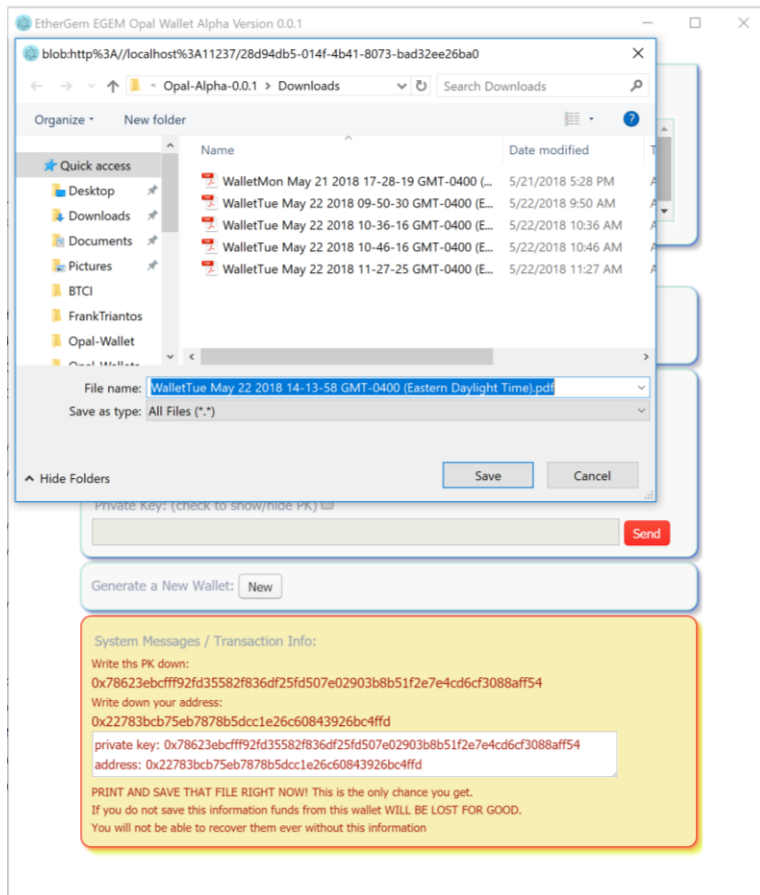 EtherGem EGEM Opal Wallet Alpha Version 0.0.1
blob:http%3A//localhost%3A11237/28d94db5-014f-4b41-8073-bad32ee26ba0
Opal-Alpha-0.0.1 > Downloads
Search Downloads
Organize
New folder
Name
Date modified
Quick access
Desktop
Downloads
Documents
Pictures
BTCI
FrankTriantos
Opal-Wallet
Opal-Wallets
WalletMon May 21 2018 17-28-19 GMT-0400 (... 5/21/2018 5:28 PM
WalletTue May 22 2018 09-50-30 GMT-0400 (E... 5/22/2018 9:50 AM
WalletTue May 22 2018 10-36-16 GMT-0400 (E... 5/22/2018 10:36 AM
WalletTue May 22 2018 10-46-16 GMT-0400 (E... 5/22/2018 10:46 AM
WalletTue May 22 2018 11-27-25 GMT-0400 (E... 5/22/2018 11:27 AM
File name: WalletTue May 22 2018 14-13-58 GMT-0400 (Eastern Daylight Time).pdf
Save as type: All Files (*.*)
Hide Folders
Save
Cancel
Private Key: (check to show/hide PK)
Send
Generate a New Wallet: New
System Messages / Transaction Info:
Write ths PK down:
0x78623ebcfff92fd35582f836df25fd507e02903b8b51f2e7e4cd6cf3088aff54
Write down your address:
0x22783bcb75eb7878b5dcc1e26c60843926bc4ffd
private key: 0x78623ebcfff92fd35582f836df25fd507e02903b8b51f2e7e4cd6cf3088aff54
address: 0x22783bcb75eb7878b5dcc1e26c60843926bc4ffd
PRINT AND SAVE THAT FILE RIGHT NOW! This is the only chance you get.
If you do not save this information funds from this wallet WILL BE LOST FOR GOOD.
You will not be able to recover them ever without this information